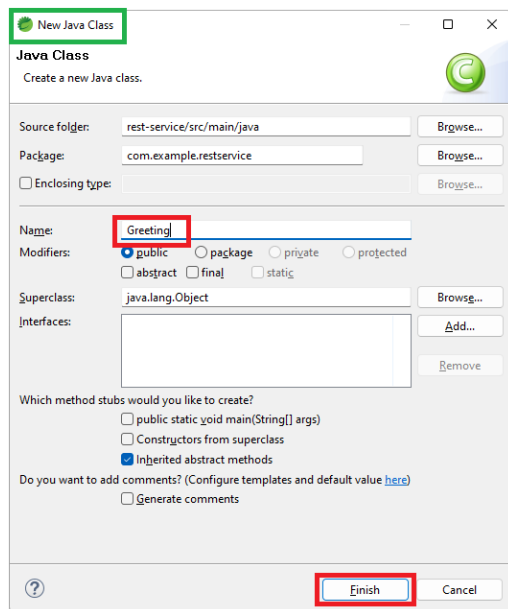 New Java Class
Java Class
Create a new Java class.
C
Source folder: rest-service/src/main/java Browse...
Package: com.example.restservice Browse...
Enclosing type: Browse...
Name: Greeting
Modifiers: public package private protected
abstract final static
Superclass: java.lang.Object Browse...
Interfaces: Add...
Remove
Which method stubs would you like to create?
public static void main(String[] args)
Constructors from superclass
Inherited abstract methods
Do you want to add comments? (Configure templates and default value here)
Generate comments
? Finish Cancel